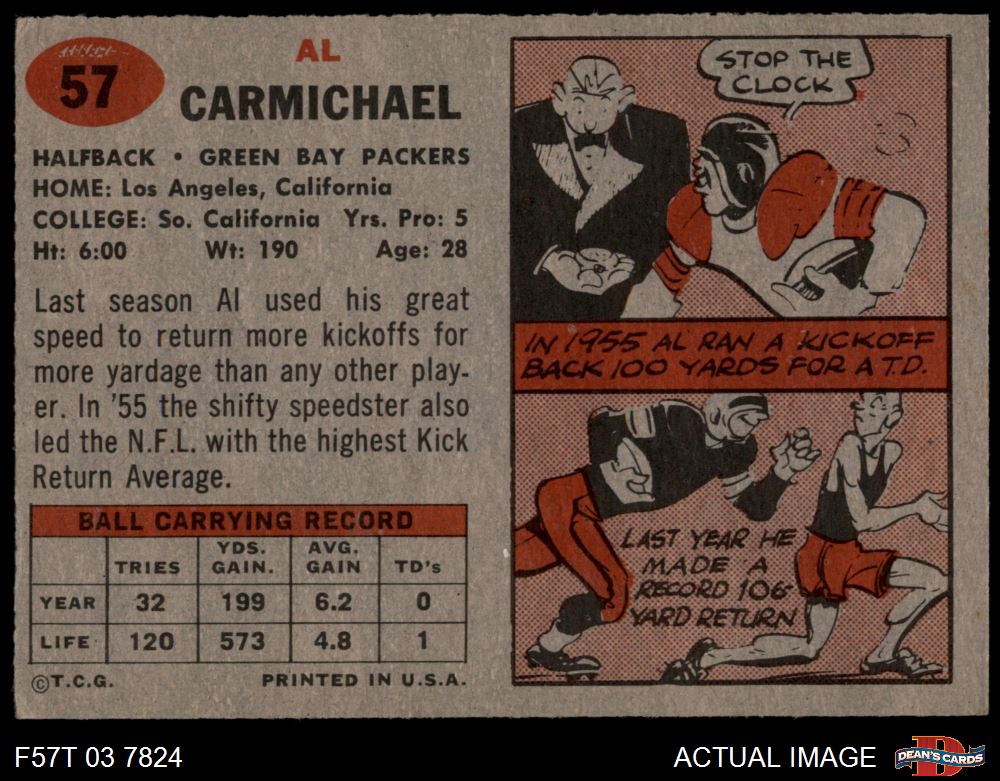 57
AL
CARMICHAEL
HALFBACK • GREEN BAY PACKERS
HOME: Los Angeles, California
COLLEGE: So. California Yrs. Pro: 5
Ht: 6:00 Wt: 190 Age: 28
Last season Al used his great
speed to return more kickoffs for
more yardage than any other play-
er. In '55 the shifty speedster also
led the N.F.L. with the highest Kick
Return Average.
BALL CARRYING RECORD
TRIES YDS. GAIN. AVG. GAIN TD's
YEAR 32 199 6.2 0
LIFE 120 573 4.8 1
©T.C.G. PRINTED IN U.S.A.
STOP THE
CLOCK
IN 1955 AL RAN A KICKOFF
BACK 100 YARDS FOR A T.D.
LAST YEAR HE
MADE A
RECORD 106-
YARD RETURN
F57T 03 7824
ACTUAL IMAGE
DEAN'S CARDS